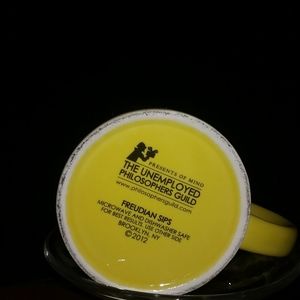 PRESENTS OF MIND
THE UNEMPLOYED
PHILOSOPHERS GUILD
www.philosophersguild.com
FREUDIAN SIPS
MICROWAVE AND DISHWASHER SAFE
FOR BEST RESULTS, USE OTHER SIDE
BROOKLYN, NY
©2012